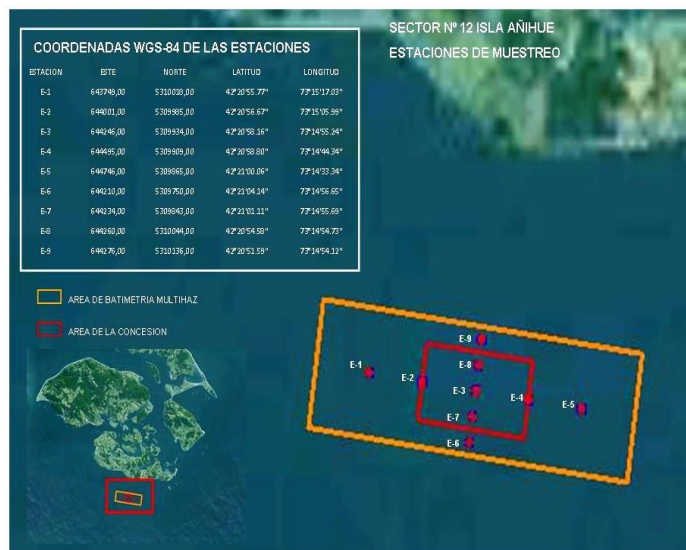 SECTOR Nº 12 ISLA AÑIHUE
ESTACIONES DE MUESTREO
COORDENADAS WGS-84 DE LAS ESTACIONES
ESTACION ESTE NORTE LATITUD LONGITUD
E-1 643749,00 5310018,00 42°20'55.77" 73°15'17.03"
E-2 644001,00 5309985,00 42°20'56.67" 73°15'05.99"
E-3 644246,00 5309934,00 42°20'58.16" 73°14'55.24"
E-4 644495,00 5309909,00 42°20'58.80" 73°14'44.34"
E-5 644746,00 5309865,00 42°21'00.06" 73°14'33.34"
E-6 644210,00 5309750,00 42°21'04.14" 73°14'56.65"
E-7 644234,00 5309843,00 42°21'01.11" 73°14'55.69"
E-8 644260,00 5310044,00 42°20'54.58" 73°14'54.73"
E-9 644276,00 5310136,00 42°20'51.59" 73°14'54.12"
AREA DE BATIMETRIA MULTIHAZ
AREA DE LA CONCESION
E-9
E-1
E-8
E-2
E-3
E-4
E-5
E-7
E-6